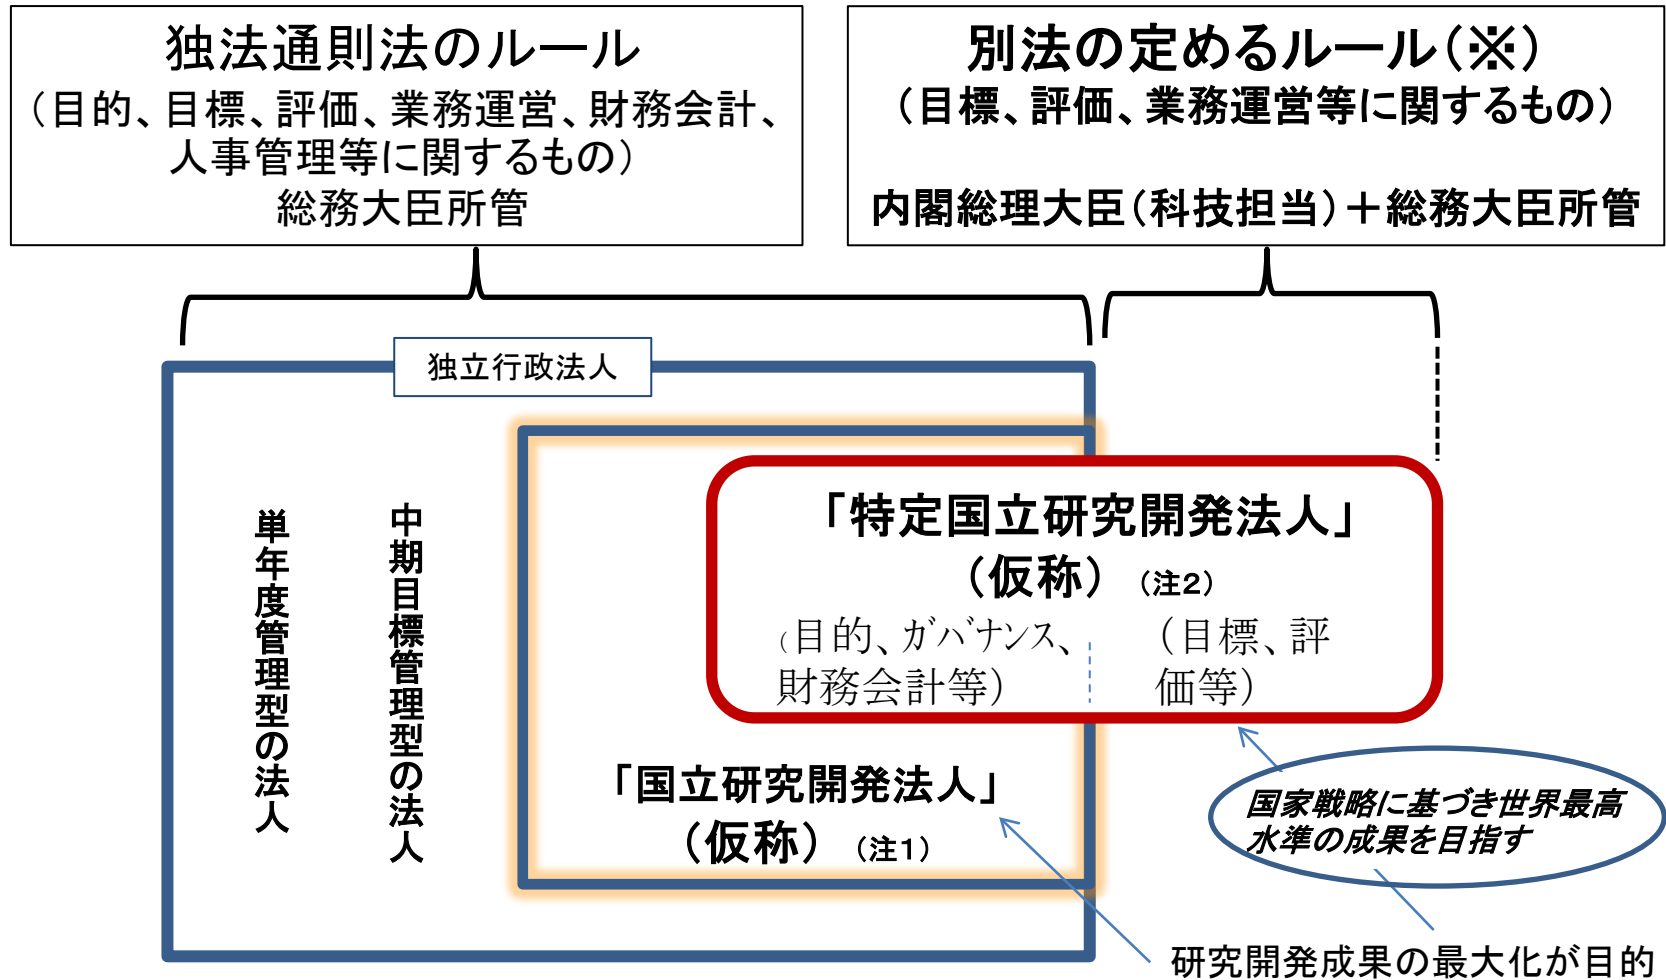 独法通則法のルール
（目的、目標、評価、業務運営、財務会計、
人事管理等に関するもの）
総務大臣所管
別法の定めるルール（※）
（目標、評価、業務運営等に関するもの）
内閣総理大臣（科技担当）＋総務大臣所管
独立行政法人
単年度管理型の法人
中期目標管理型の法人
「特定国立研究開発法人」
（仮称）（注２）
（目的、ガバナンス、
財務会計等）
（目標、評
価等）
「国立研究開発法人」
（仮称）（注１）
国家戦略に基づき世界最高
水準の成果を目指す
研究開発成果の最大化が目的